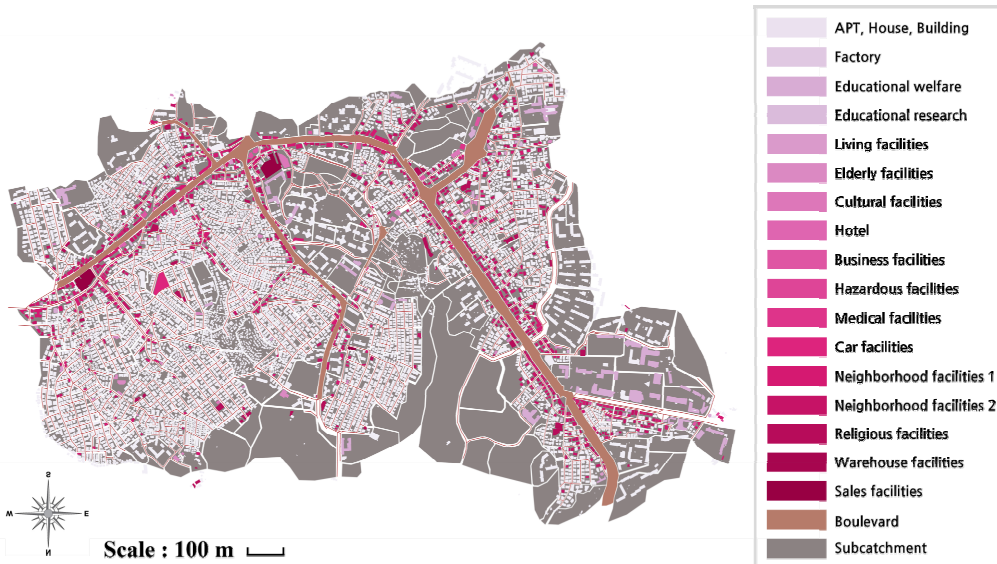 APT, House, Building
Factory
Educational welfare
Educational research
Living facilities
Elderly facilities
Cultural facilities
Hotel
Business facilities
Hazardous facilities
Medical facilities
Car facilities
Neighborhood facilities 1
Neighborhood facilities 2
Religious facilities
Warehouse facilities
Sales facilities
Boulevard
Subcatchment
S
W E
N
Scale : 100 m